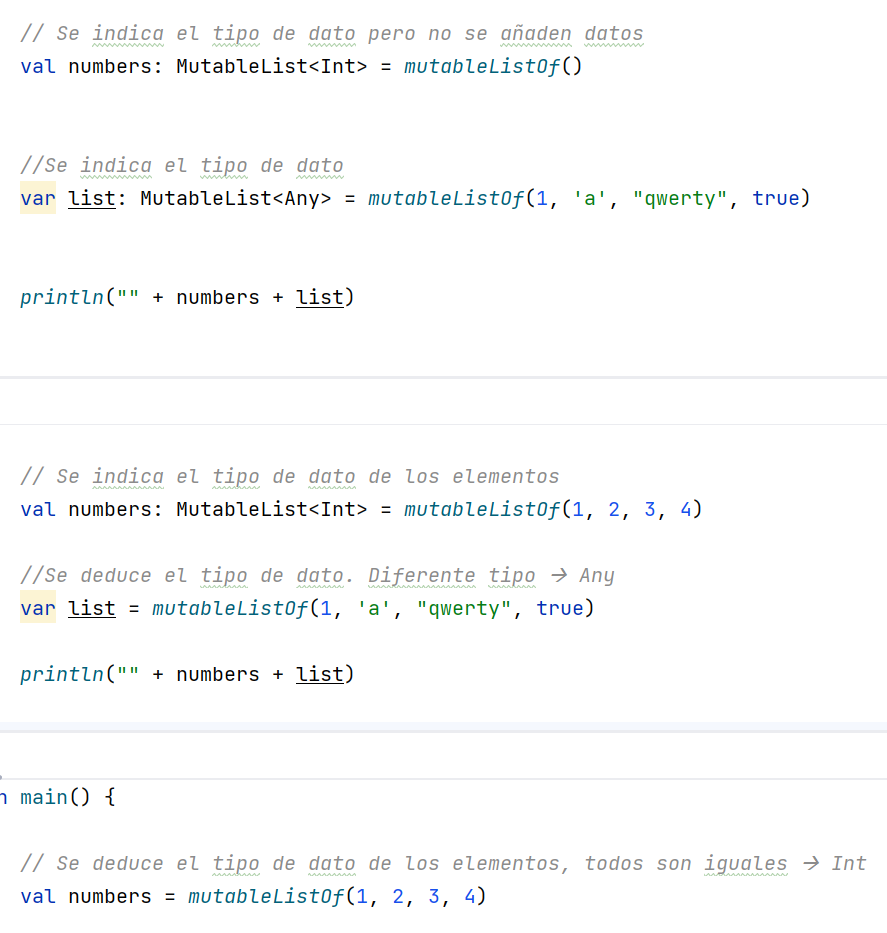 // Se indica el tipo de dato pero no se añaden datos
val numbers: MutableList<Int> = mutableListOf()
//Se indica el tipo de dato
var list: MutableList<Any> = mutableListOf(1, 'a', "qwerty", true)
println("" + numbers + list)
// Se indica el tipo de dato de los elementos
val numbers: MutableList<Int> = mutableListOf(1, 2, 3, 4)
//Se deduce el tipo de dato. Diferente tipo -> Any
var list = mutableListOf(1, 'a', "qwerty", true)
println("" + numbers + list)
n main() {
// Se deduce el tipo de dato de los elementos, todos son iguales -> Int
val numbers = mutableListOf(1, 2, 3, 4)